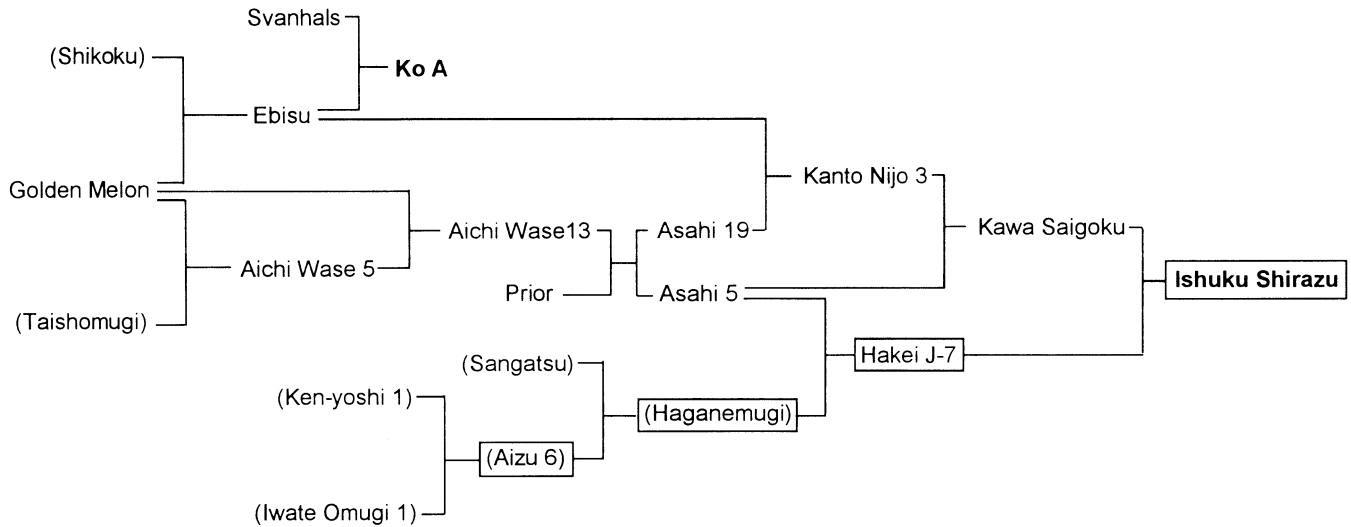 Svanhals
(Shikoku)
Ko A
Ebisu
Kanto Nijo 3
Golden Melon
Aichi Wase13
Asahi 19
Kawa Saigoku
Aichi Wase 5
Ishuku Shirazu
Prior
Asahi 5
(Taishomugi)
Hakei J-7
(Sangatsu)
(Ken-yoshi 1)
(Haganemugi)
(Aizu 6)
(Iwate Omugi 1)